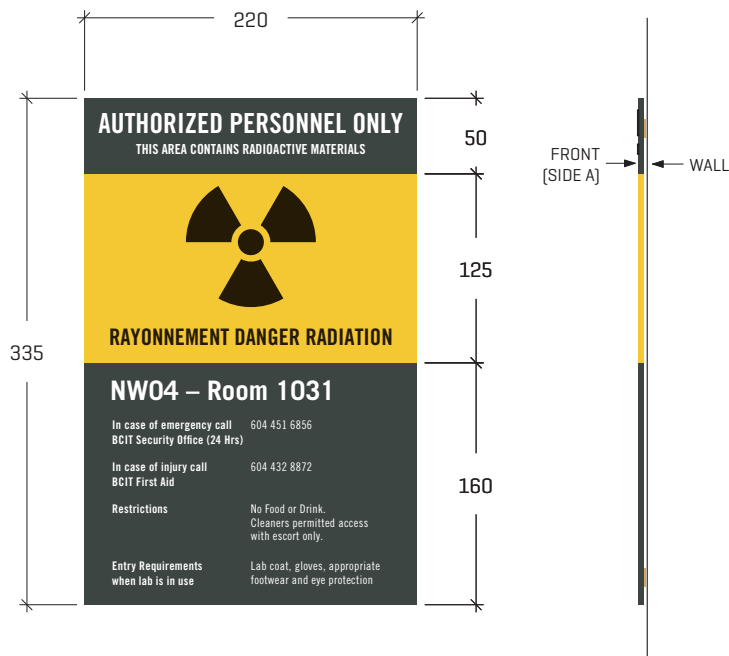 220
AUTHORIZED PERSONNEL ONLY
THIS AREA CONTAINS RADIOACTIVE MATERIALS
50
FRONT
(SIDE A)
WALL
125
RAYONNEMENT DANGER RADIATION
335
NW04 – Room 1031
In case of emergency call 604 451 6856
BCIT Security Office (24 Hrs)
In case of injury call 604 432 8872
BCIT First Aid
160
Restrictions No Food or Drink.
Cleaners permitted access
with escort only.
Entry Requirements Lab coat, gloves, appropriate
when lab is in use footwear and eye protection